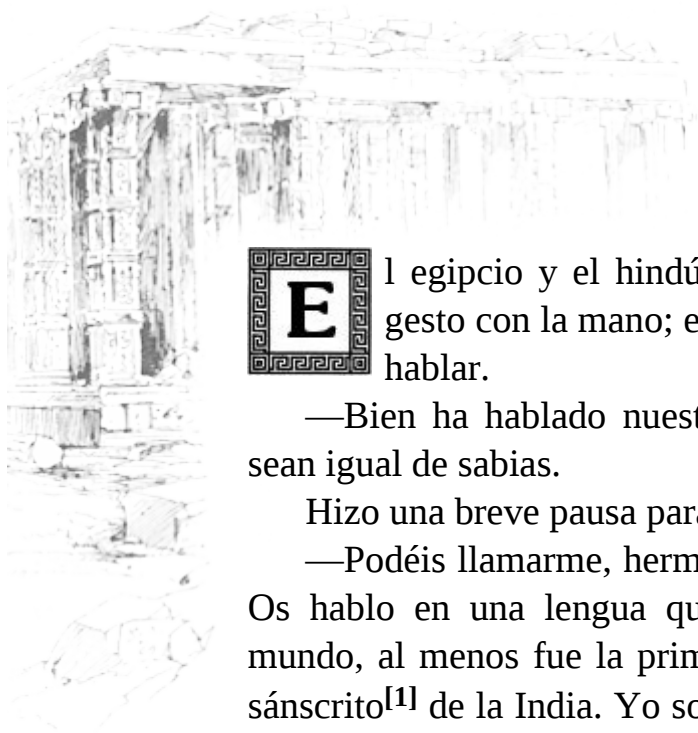 El egipcio y el hindú
gesto con la mano; e
hablar.
—Bien ha hablado nuest
sean igual de sabias.
Hizo una breve pausa par
—Podéis llamarme, herm
Os hablo en una lengua qu
mundo, al menos fue la prim
sánscrito[1] de la India. Yo so